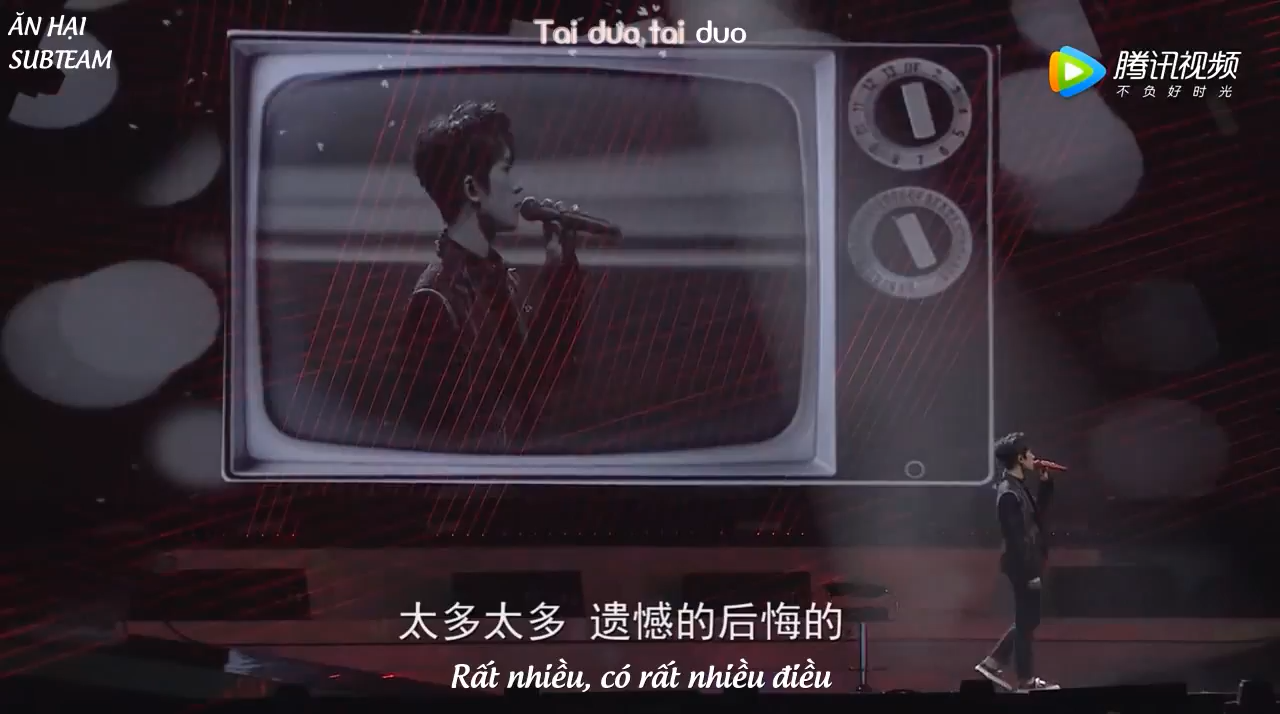 ĂN HẠI
SUBTEAM
Tai duo tai duo
腾讯视频
不负好时光
太多太多 遗憾的后悔的
Rất nhiều, có rất nhiều điều